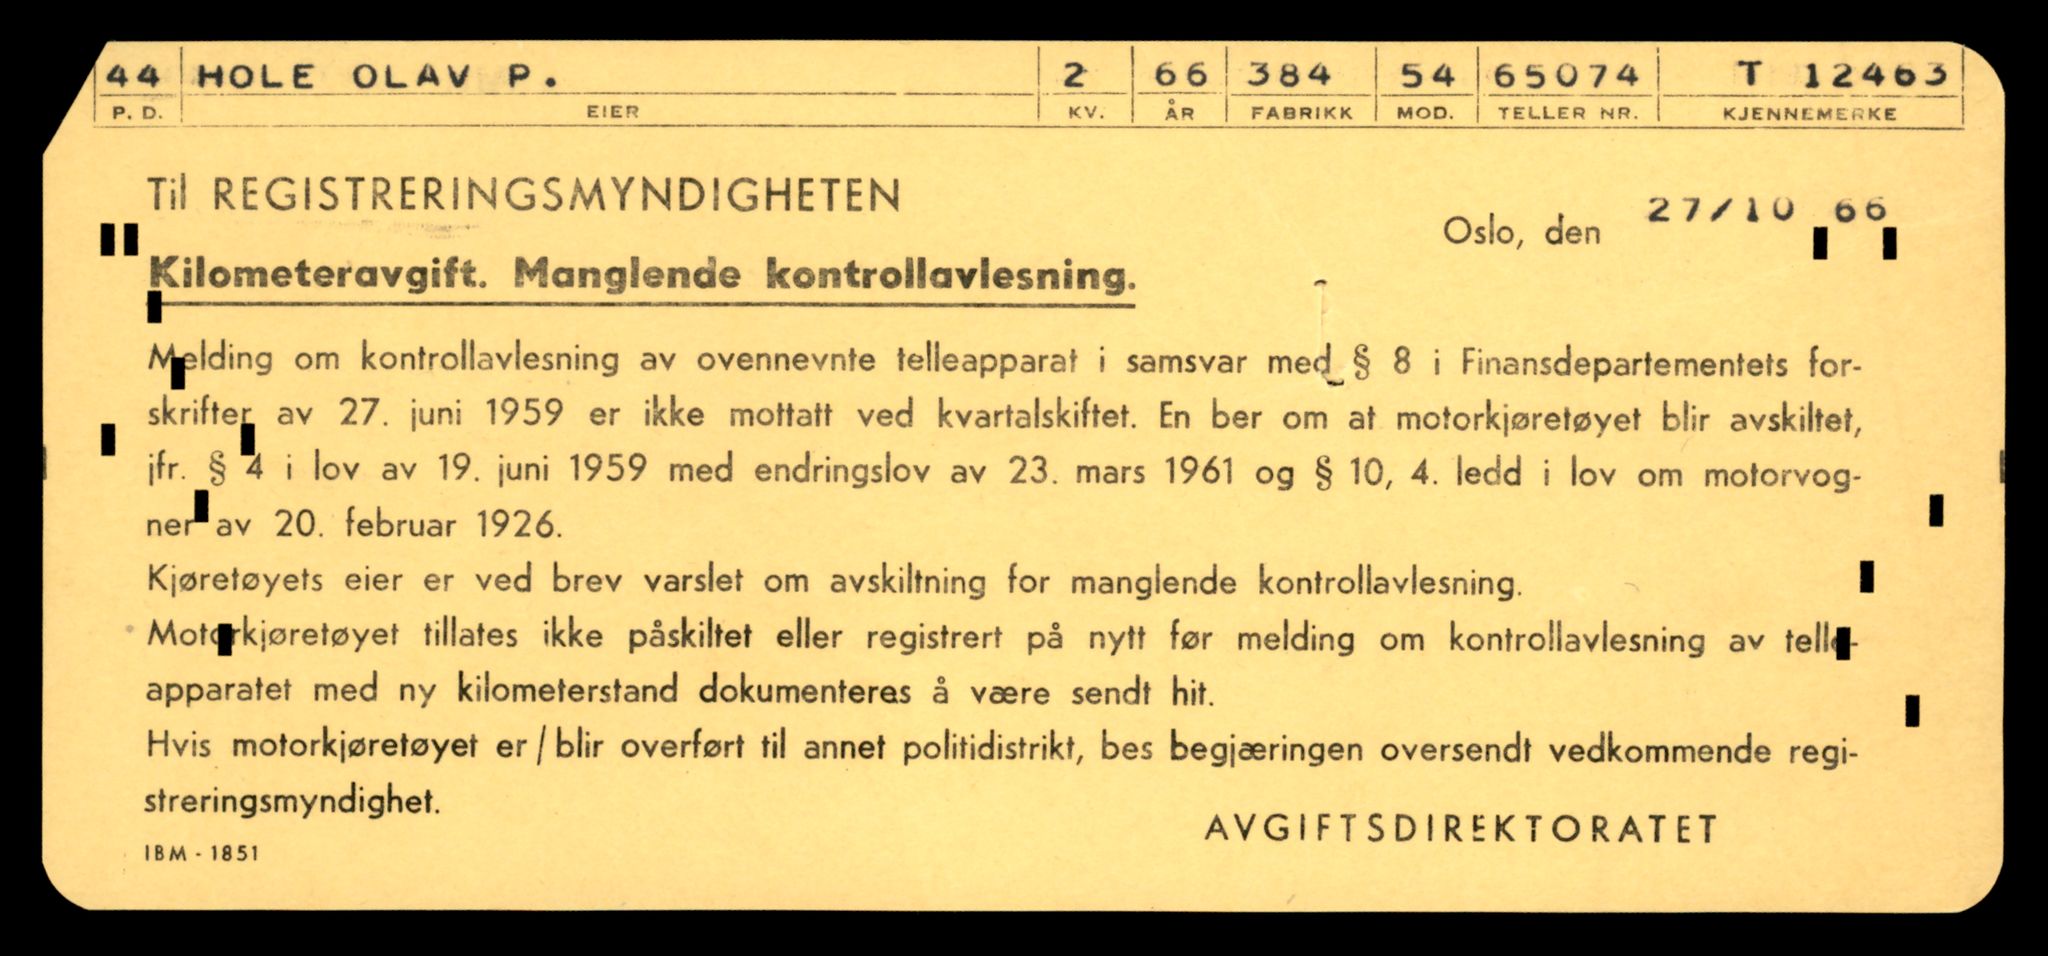 44 HOLE OLAV P. 2 66 384 54 65074 T 12463
P. D. EIER KV. ÅR FABRIKK MOD. TELLER NR. KJENNEMERKE
Til REGISTRERINGSMYNDIGHETEN
Oslo, den 27/10 66
Kilometeravgift. Manglende kontrollavlesning.
Melding om kontrollavlesning av ovennevnte telleapparat i samsvar med § 8 i Finansdepartementets for-
skrifter av 27. juni 1959 er ikke mottatt ved kvartalskiftet. En ber om at motorkjøretøyet blir avskiltet,
jfr. § 4 i lov av 19. juni 1959 med endringslov av 23. mars 1961 og § 10, 4. ledd i lov om motorvog-
ner av 20. februar 1926.
Kjøretøyets eier er ved brev varslet om avskiltning for manglende kontrollavlesning.
Motorkjøretøyet tillates ikke påskiltet eller registrert på nytt før melding om kontrollavlesning av telle-
apparatet med ny kilometerstand dokumenteres å være sendt hit.
Hvis motorkjøretøyet er / blir overført til annet politidistrikt, bes begjæringen oversendt vedkommende regi-
streringsmyndighet.
AVGIFTSDIREKTORATET
IBM - 1851